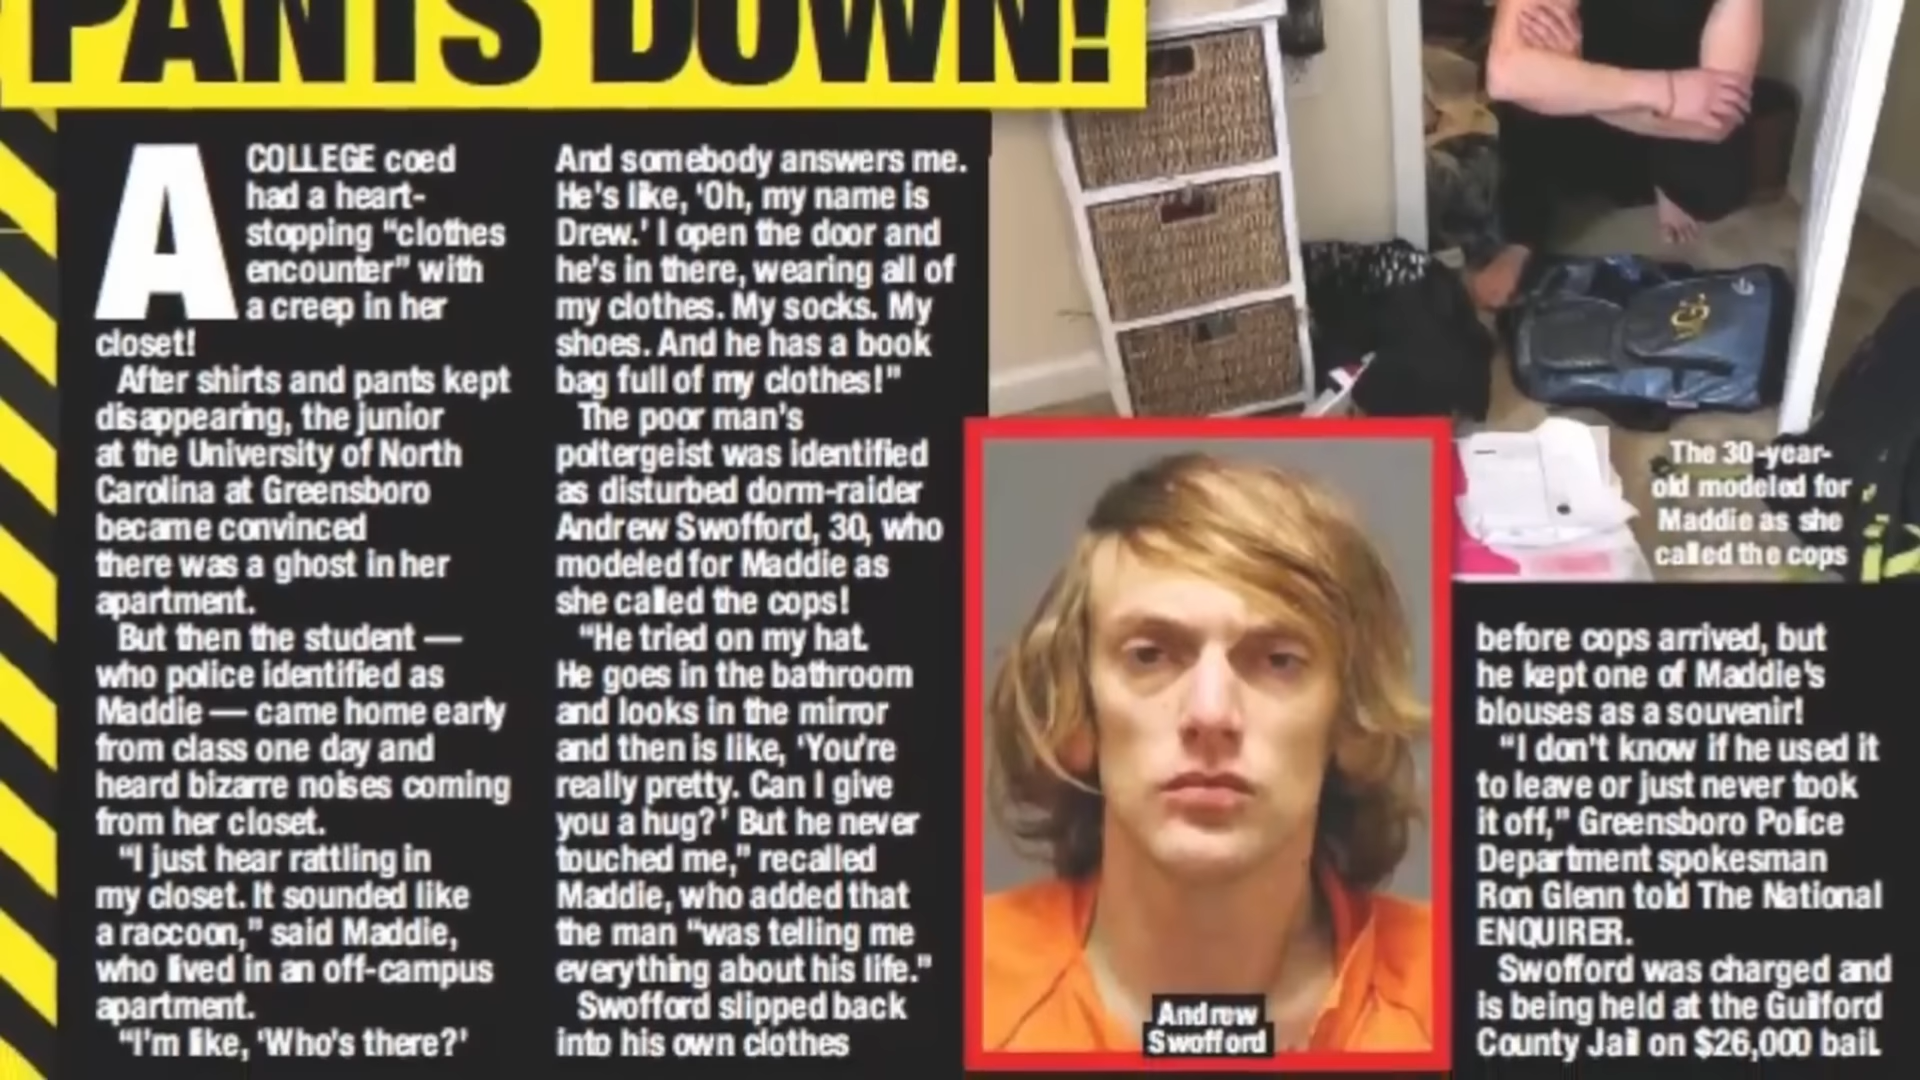 PANTS DOWN!
A COLLEGE coed
had a heart-
stopping “clothes
encounter” with
a creep in her
closet!
After shirts and pants kept
disappearing, the junior
at the University of North
Carolina at Greensboro
became convinced
there was a ghost in her
apartment.
But then the student —
who police identified as
Maddie — came home early
from class one day and
heard bizarre noises coming
from her closet.
“I just hear rattling in
my closet. It sounded like
a raccoon,” said Maddie,
who lived in an off-campus
apartment.
“I'm like, ‘Who's there?’
And somebody answers me.
He's like, ‘Oh, my name is
Drew.’ I open the door and
he's in there, wearing all of
my clothes. My socks. My
shoes. And he has a book
bag full of my clothes!”
The poor man's
poltergeist was identified
as disturbed dorm-raider
Andrew Swofford, 30, who
modeled for Maddie as
she called the cops!
“He tried on my hat.
He goes in the bathroom
and looks in the mirror
and then is like, ‘You're
really pretty. Can I give
you a hug?’ But he never
touched me,” recalled
Maddie, who added that
the man “was telling me
everything about his life.”
Swofford slipped back
into his own clothes
The 30-year-
old modeled for
Maddie as she
called the cops
Andrew
Swofford
before cops arrived, but
he kept one of Maddie's
blouses as a souvenir!
“I don't know if he used it
to leave or just never took
it off,” Greensboro Police
Department spokesman
Ron Glenn told The National
ENQUIRER.
Swofford was charged and
is being held at the Guilford
County Jail on $26,000 bail.